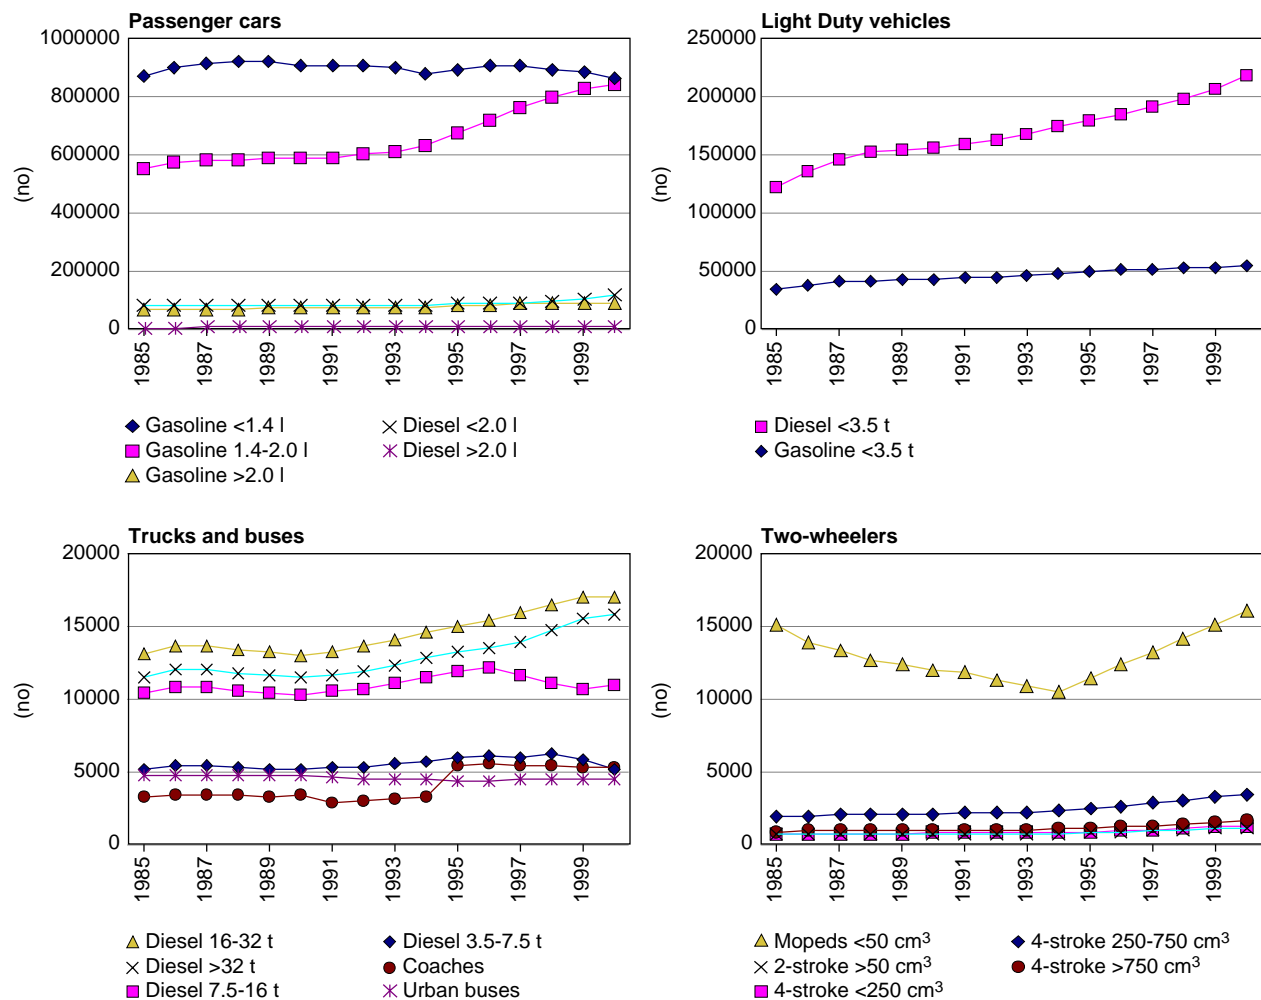 Passenger cars
1000000
800000
600000
400000
200000
0
(no)
1985
1987
1989
1991
1993
1995
1997
1999
Gasoline <1.4 l
Diesel <2.0 l
Gasoline 1.4-2.0 l
Diesel >2.0 l
Gasoline >2.0 l
Light Duty vehicles
250000
200000
150000
100000
50000
0
(no)
1985
1987
1989
1991
1993
1995
1997
1999
Diesel <3.5 t
Gasoline <3.5 t
Trucks and buses
20000
15000
10000
5000
0
(no)
1985
1987
1989
1991
1993
1995
1997
1999
Diesel 16-32 t
Diesel 3.5-7.5 t
Diesel >32 t
Coaches
Diesel 7.5-16 t
Urban buses
Two-wheelers
20000
15000
10000
5000
0
(no)
1985
1987
1989
1991
1993
1995
1997
1999
Mopeds <50 cm³
4-stroke 250-750 cm³
2-stroke >50 cm³
4-stroke >750 cm³
4-stroke <250 cm³